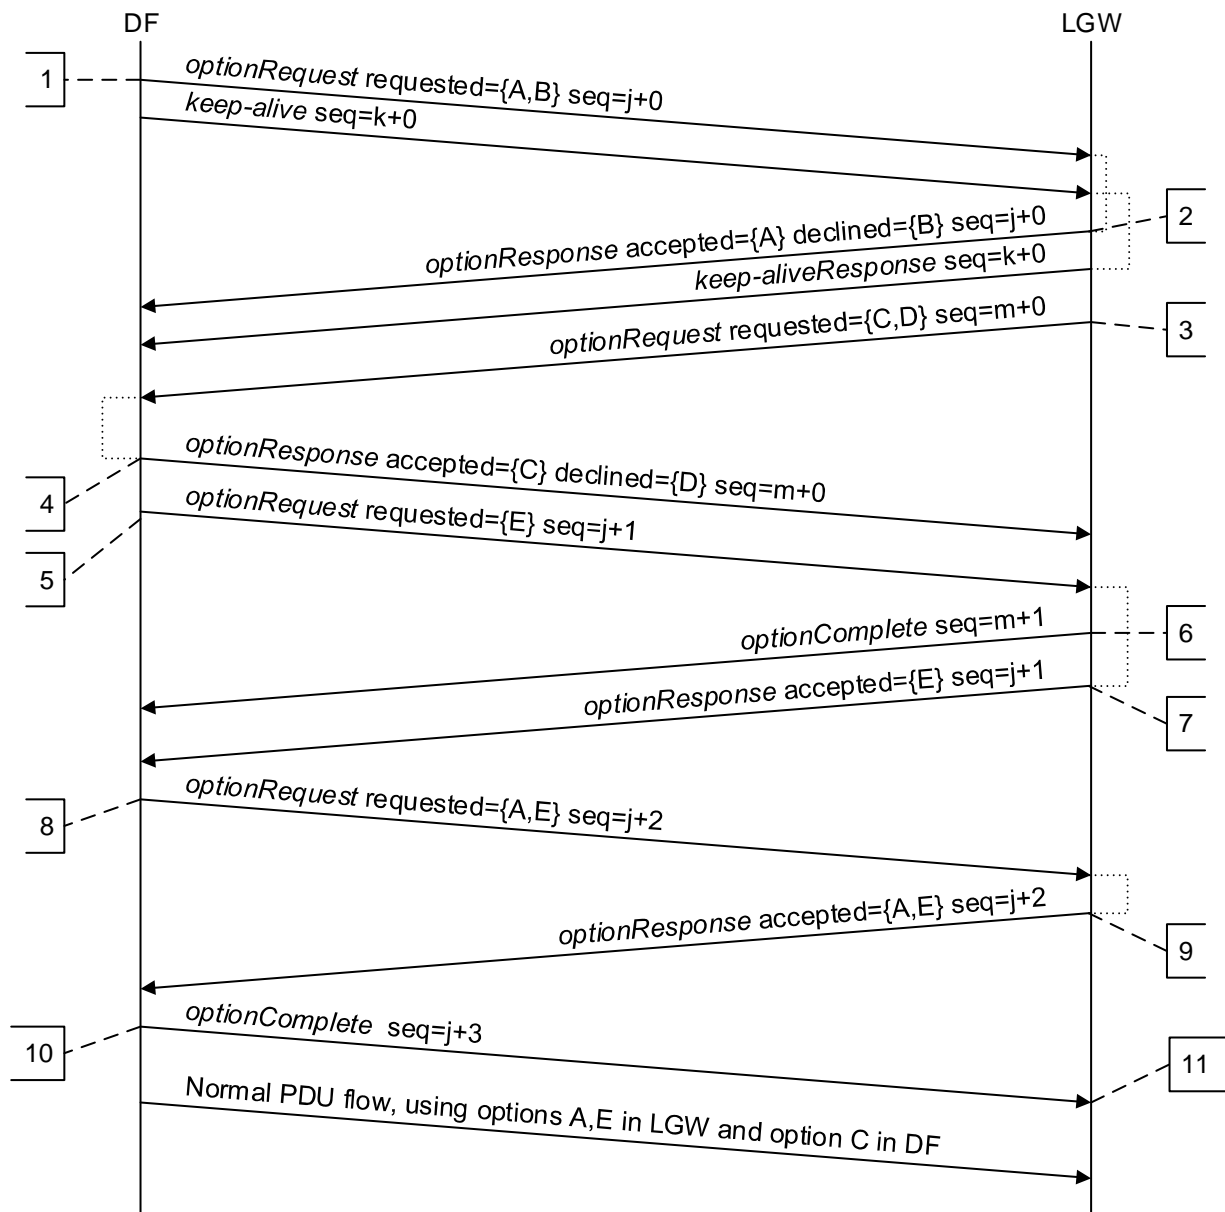 DF
LGW
1
optionRequest requested={A,B} seq=j+0
keep-alive seq=k+0
2
optionResponse accepted={A} declined={B} seq=j+0
keep-aliveResponse seq=k+0
optionRequest requested={C,D} seq=m+0
3
optionResponse accepted={C} declined={D} seq=m+0
4
optionRequest requested={E} seq=j+1
5
optionComplete seq=m+1
6
optionResponse accepted={E} seq=j+1
7
optionRequest requested={A,E} seq=j+2
8
optionResponse accepted={A,E} seq=j+2
9
optionComplete seq=j+3
10
11
Normal PDU flow, using options A,E in LGW and option C in DF